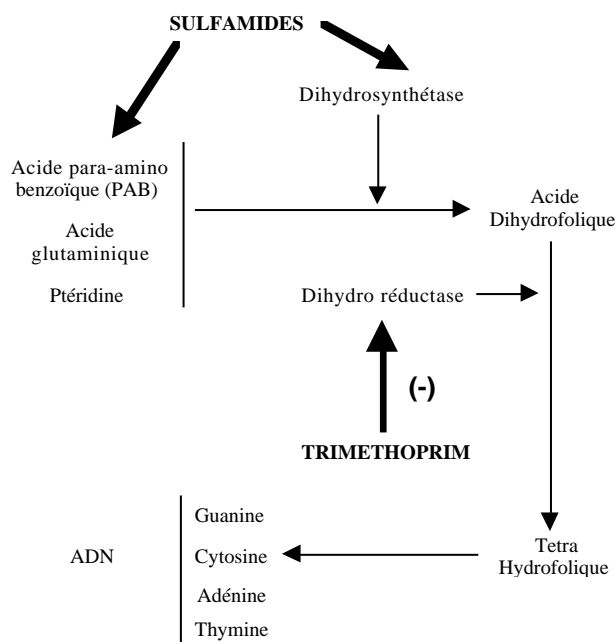 SULFAMIDES
Dihydrosynthétase
Acide para-amino
benzoïque (PAB)
Acide
glutaminique
Ptéridine
Acide
Dihydrofolique
Dihydro réductase
(-)
TRIMETHOPRIM
Guanine
ADN
Cytosine
Adénine
Thymine
Tetra
Hydrofolique